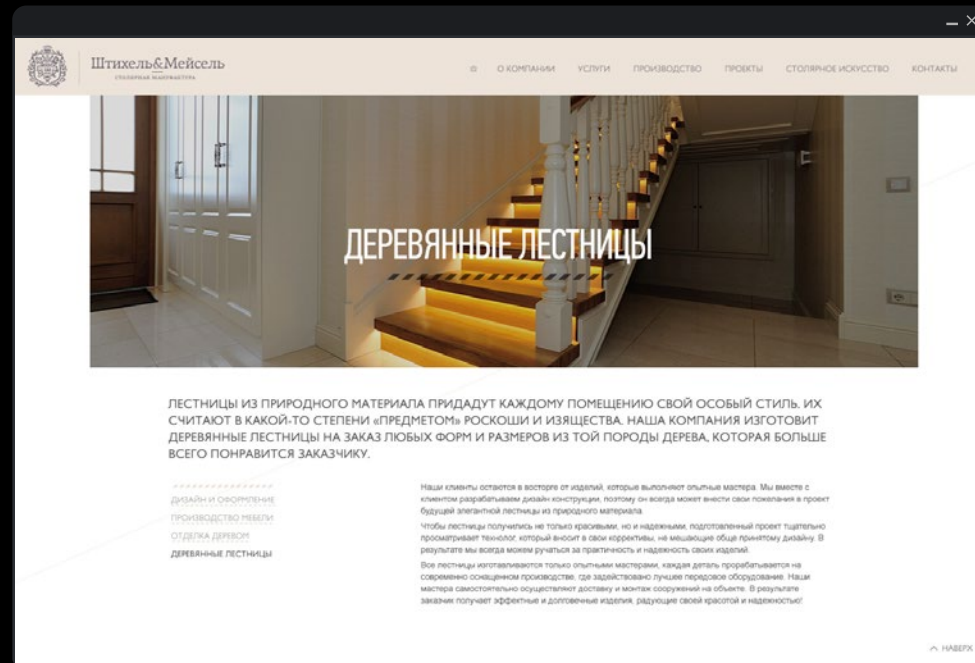 Штихель&Мейсель
СТОЛЯРНАЯ МАНУФАКТУРА
О КОМПАНИИ УСЛУГИ ПРОИЗВОДСТВО ПРОЕКТЫ СТОЛЯРНОЕ ИСКУССТВО КОНТАКТЫ
ДЕРЕВЯННЫЕ ЛЕСТНИЦЫ
ЛЕСТНИЦЫ ИЗ ПРИРОДНОГО МАТЕРИАЛА ПРИДАДУТ КАЖДОМУ ПОМЕЩЕНИЮ СВОЙ ОСОБЫЙ СТИЛЬ. ИХ
СЧИТАЮТ В КАКОЙ-ТО СТЕПЕНИ «ПРЕДМЕТОМ» РОСКОШИ И ИЗЯЩЕСТВА. НАША КОМПАНИЯ ИЗГОТОВИТ
ДЕРЕВЯННЫЕ ЛЕСТНИЦЫ НА ЗАКАЗ ЛЮБЫХ ФОРМ И РАЗМЕРОВ ИЗ ТОЙ ПОРОДЫ ДЕРЕВА, КОТОРАЯ БОЛЬШЕ
ВСЕГО ПОНРАВИТСЯ ЗАКАЗЧИКУ.
ДИЗАЙН И ОФОРМЛЕНИЕ
ПРОИЗВОДСТВО МЕБЕЛИ
ОТДЕЛКА ДЕРЕВОМ
ДЕРЕВЯННЫЕ ЛЕСТНИЦЫ
Наши клиенты остаются в восторге от изделий, которые выполняют опытные мастера. Мы вместе с
клиентом разрабатываем дизайн конструкции, поэтому он всегда может внести свои пожелания в проект
будущей элегантной лестницы из природного материала.
Чтобы лестницы получились не только красивыми, но и надежными, подготовленный проект тщательно
просматривает технолог, который вносит в свои коррективы, не мешающие обще принятому дизайну. В
результате мы всегда можем ручаться за практичность и надежность своих изделий.
Все лестницы изготавливаются только опытными мастерами, каждая деталь прорабатывается на
современно оснащенном производстве, где задействовано лучшее передовое оборудование. Наши
мастера самостоятельно осуществляют доставку и монтаж сооружений на объекте. В результате
заказчик получает эффектные и долговечные изделия, радующие своей красотой и надежностью!
НАВЕРХ